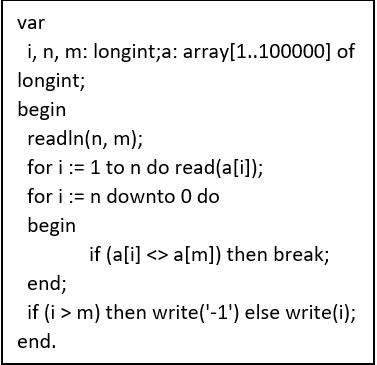 var
i, n, m: longint;a: array[1..100000] of
longint;
begin
readln(n, m);
for i := 1 to n do read(a[i]);
for i := n downto 0 do
begin
if (a[i] <> a[m]) then break;
end;
if (i > m) then write('-1') else write(i);
end.